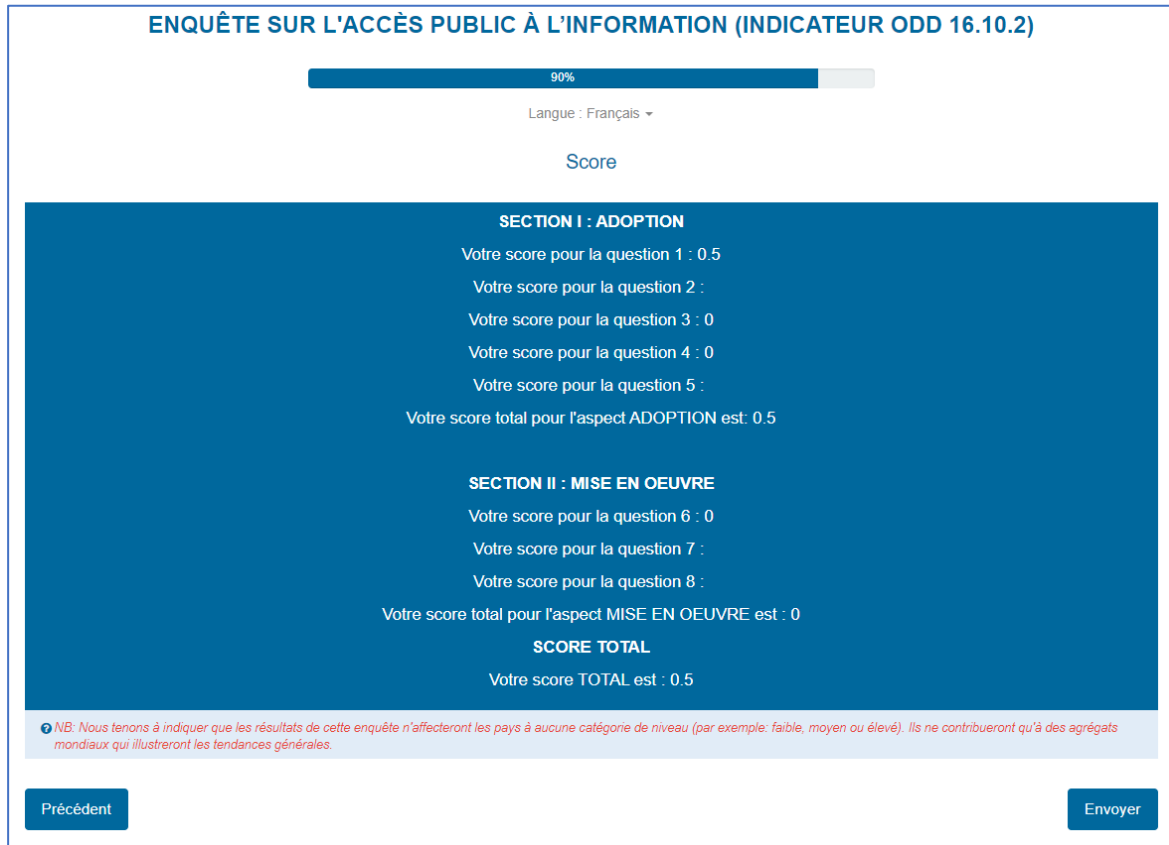 ENQUÊTE SUR L'ACCÈS PUBLIC À L’INFORMATION (INDICATEUR ODD 16.10.2)
90%
Langue : Français
Score
SECTION I : ADOPTION
Votre score pour la question 1 : 0.5
Votre score pour la question 2 :
Votre score pour la question 3 : 0
Votre score pour la question 4 : 0
Votre score pour la question 5 :
Votre score total pour l'aspect ADOPTION est: 0.5
SECTION II : MISE EN OEUVRE
Votre score pour la question 6 : 0
Votre score pour la question 7 :
Votre score pour la question 8 :
Votre score total pour l'aspect MISE EN OEUVRE est : 0
SCORE TOTAL
Votre score TOTAL est : 0.5
NB: Nous tenons à indiquer que les résultats de cette enquête n'affecteront les pays à aucune catégorie de niveau (par exemple: faible, moyen ou élevé). Ils ne contribueront qu'à des agrégats
mondiaux qui illustreront les tendances générales.
Précédent
Envoyer